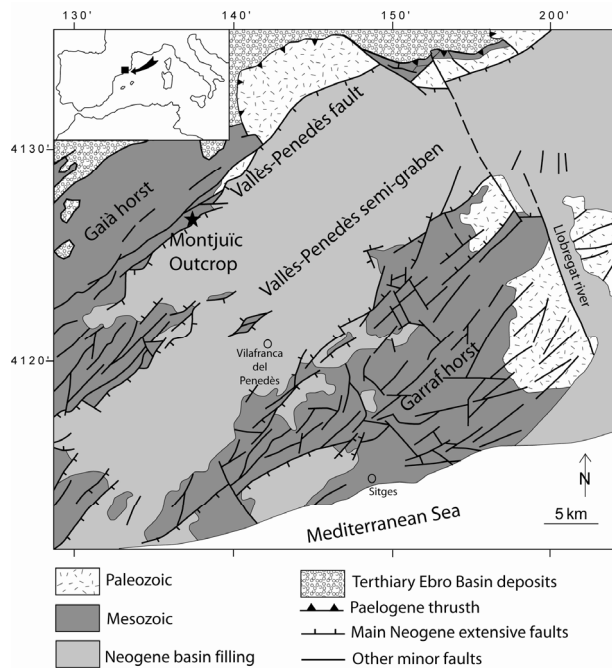 130'
140'
150'
200'
4130
4120
Vallès-Penedès fault
Gaià horst
Montjuïc
Outcrop
Vallès-Penedès semi-graben
Llobregat river
Vilafranca
del
Penedès
Garraf horst
Sitges
Mediterranean Sea
N
5 km
Paleozoic
Mesozoic
Neogene basin filling
Terthiary Ebro Basin deposits
Paelogene thrusth
Main Neogene extensive faults
Other minor faults